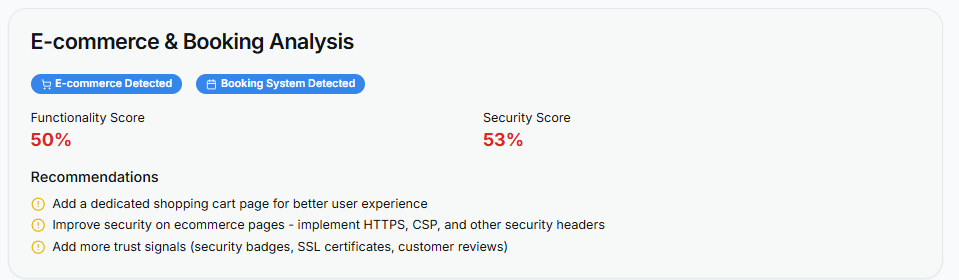 E-commerce & Booking Analysis
E-commerce Detected
Booking System Detected
Functionality Score
50%
Security Score
53%
Recommendations
Add a dedicated shopping cart page for better user experience
Improve security on ecommerce pages - implement HTTPS, CSP, and other security headers
Add more trust signals (security badges, SSL certificates, customer reviews)